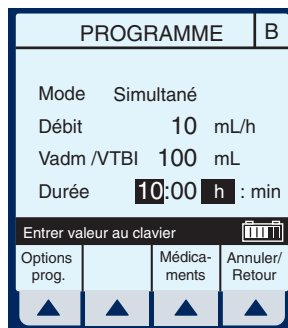 PROGRAMME B
Mode Simultané
Débit 10 mL/h
Vadm /VTBI 100 mL
Durée 10:00 h : min
Entrer valeur au clavier
Options prog. Médica- ments Annuler/ Retour